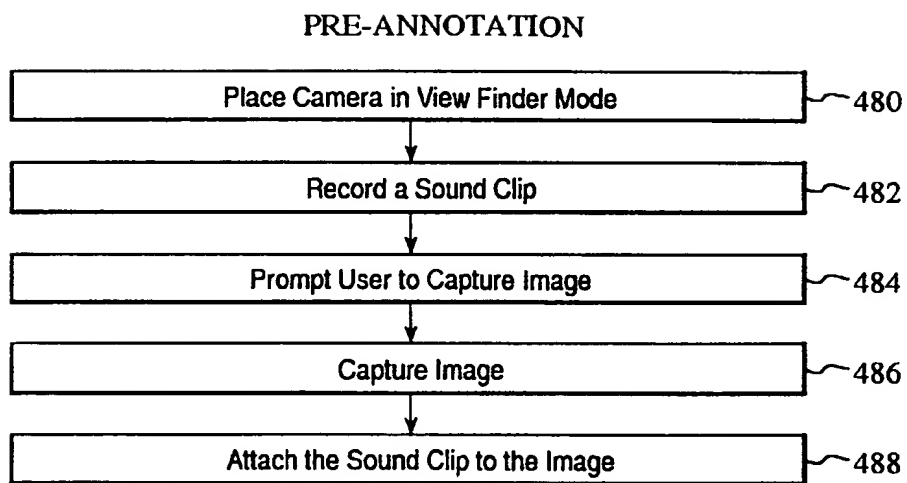 PRE-ANNOTATION
Place Camera in View Finder Mode 480
Record a Sound Clip 482
Prompt User to Capture Image 484
Capture Image 486
Attach the Sound Clip to the Image 488